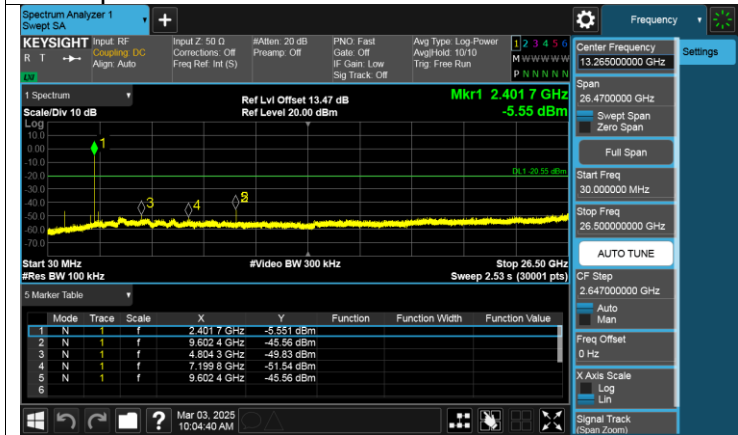 Spectrum Analyzer 1
Swept SA
Frequency
KEYSIGHT
R T
LXI
Input: RF
Coupling: DC
Align: Auto
Input Z: 50 Ω
Corrections: Off
Freq Ref: Int (S)
#Atten: 20 dB
Preamp: Off
PNO: Fast
Gate: Off
IF Gain: Low
Sig Track: Off
Avg Type: Log-Power
Avg|Hold: 10/10
Trig: Free Run
1 2 3 4 5 6
M W W W W W
P N N N N N
1 Spectrum
Scale/Div 10 dB
Ref Lvl Offset 13.47 dB
Ref Level 20.00 dBm
Mkr1 2.401 7 GHz
-5.55 dBm
Log
10.0
0.00
-10.0
-20.0
-30.0
-40.0
-50.0
-60.0
-70.0
1
3
4
DL1 -20.55 dBm
Start 30 MHz
#Video BW 300 kHz
Stop 26.50 GHz
#Res BW 100 kHz
Sweep 2.53 s (30001 pts)
5 Marker Table
Mode Trace Scale X Y Function Function Width Function Value
1 N 1 f 2.401 7 GHz -5.551 dBm
2 N 1 f 9.602 4 GHz -45.56 dBm
3 N 1 f 4.804 3 GHz -49.83 dBm
4 N 1 f 7.199 8 GHz -51.54 dBm
5 N 1 f 9.602 4 GHz -45.56 dBm
6
?
Mar 03, 2025
10:04:40 AM
Center Frequency
13.265000000 GHz
Settings
Span
26.4700000 GHz
Swept Span
Zero Span
Full Span
Start Freq
30.000000 MHz
Stop Freq
26.500000000 GHz
AUTO TUNE
CF Step
2.647000000 GHz
Auto
Man
Freq Offset
0 Hz
X Axis Scale
Log
Lin
Signal Track
(Span Zoom)